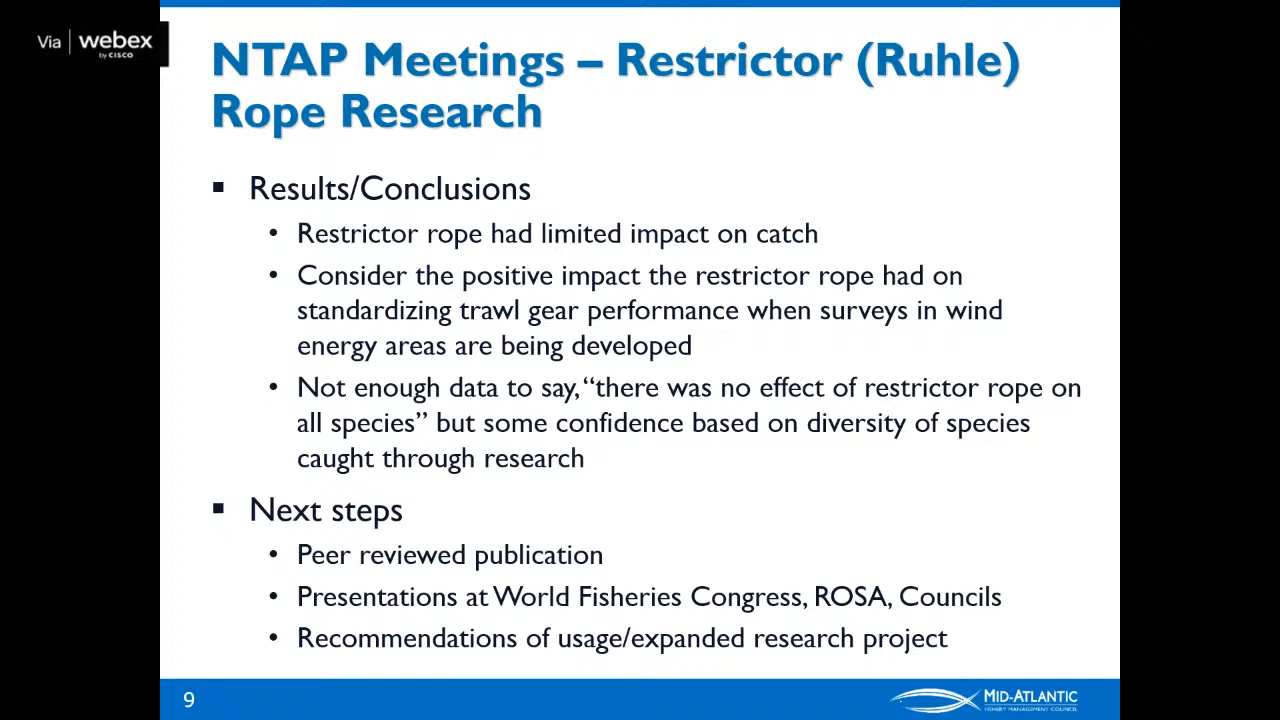 Via | webex
by CISCO
NTAP Meetings – Restrictor (Ruhle)
Rope Research
▪ Results/Conclusions
• Restrictor rope had limited impact on catch
• Consider the positive impact the restrictor rope had on
standardizing trawl gear performance when surveys in wind
energy areas are being developed
• Not enough data to say, “there was no effect of restrictor rope on
all species” but some confidence based on diversity of species
caught through research
▪ Next steps
• Peer reviewed publication
• Presentations at World Fisheries Congress, ROSA, Councils
• Recommendations of usage/expanded research project
9
MID-ATLANTIC
FISHERY MANAGEMENT COUNCIL